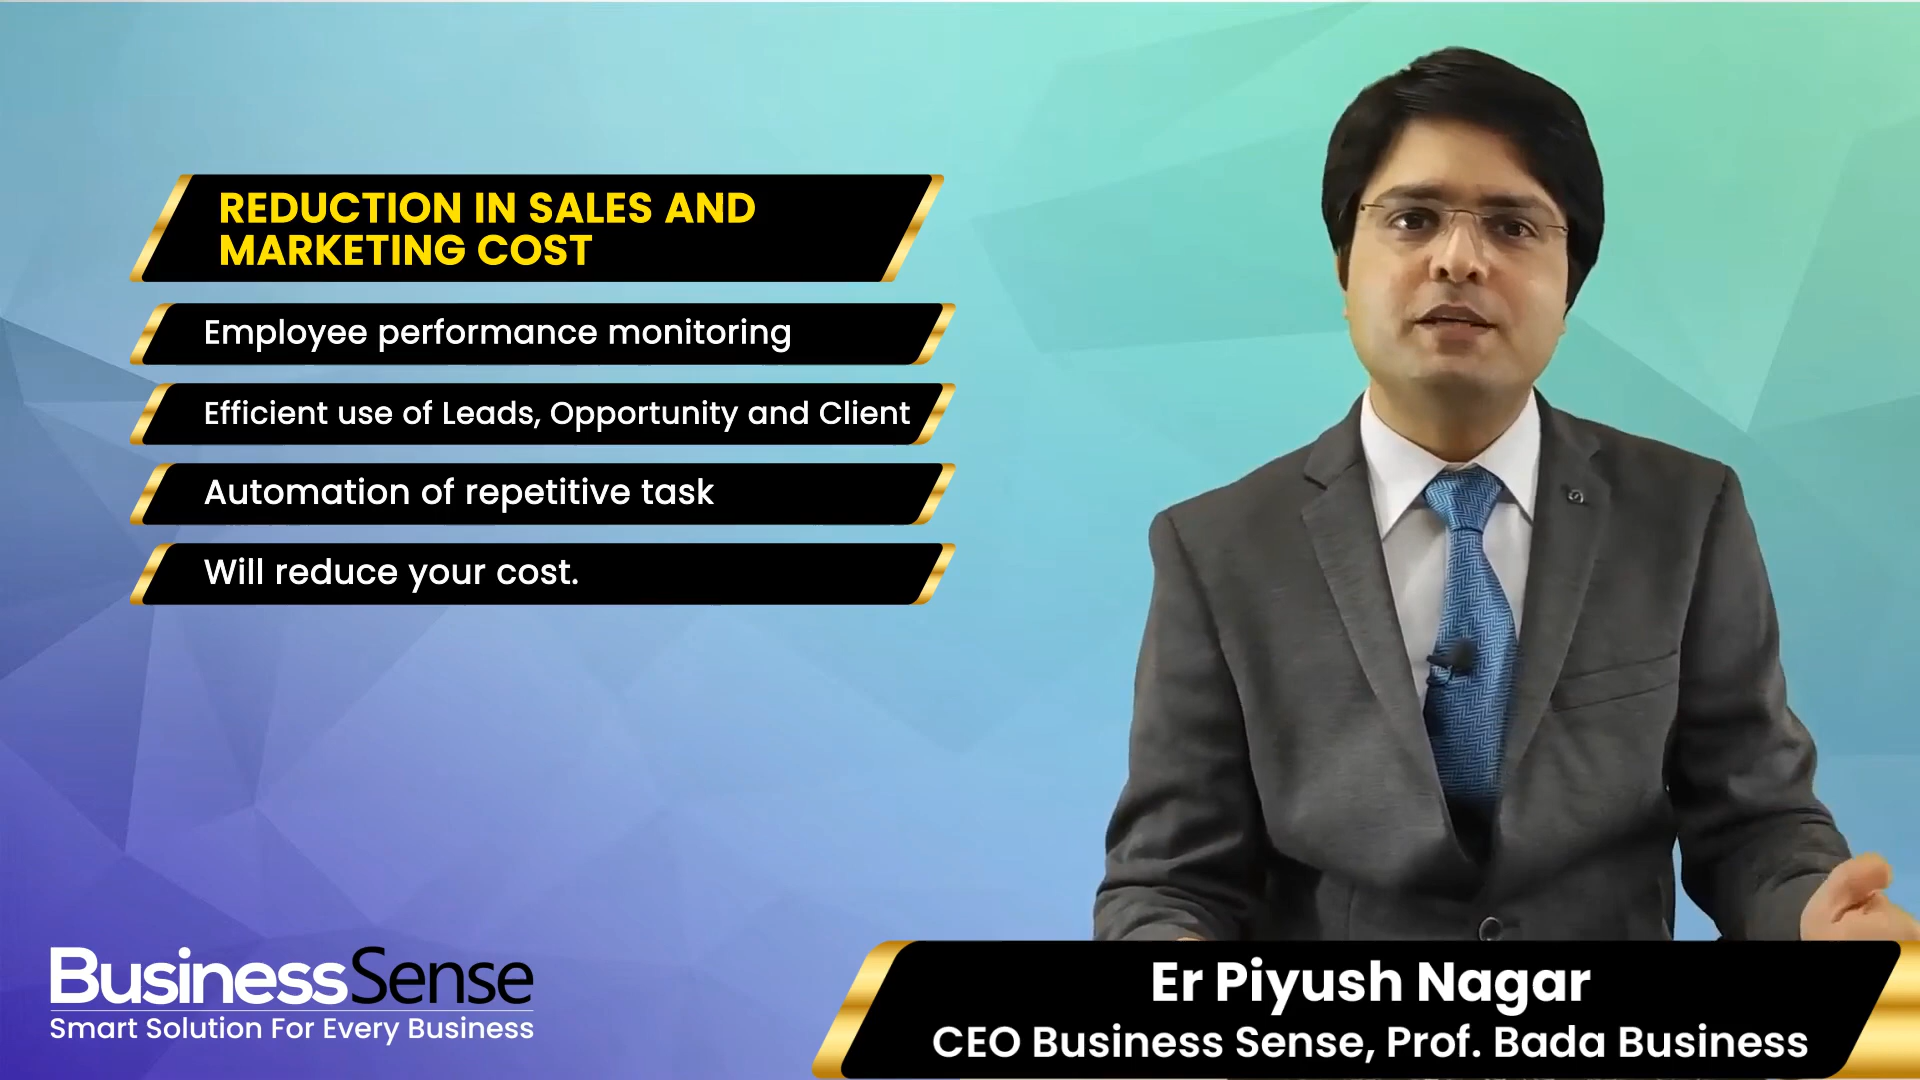 REDUCTION IN SALES AND
MARKETING COST
Employee performance monitoring
Efficient use of Leads, Opportunity and Client
Automation of repetitive task
Will reduce your cost.
BusinessSense
Smart Solution For Every Business
Er Piyush Nagar
CEO Business Sense, Prof. Bada Business